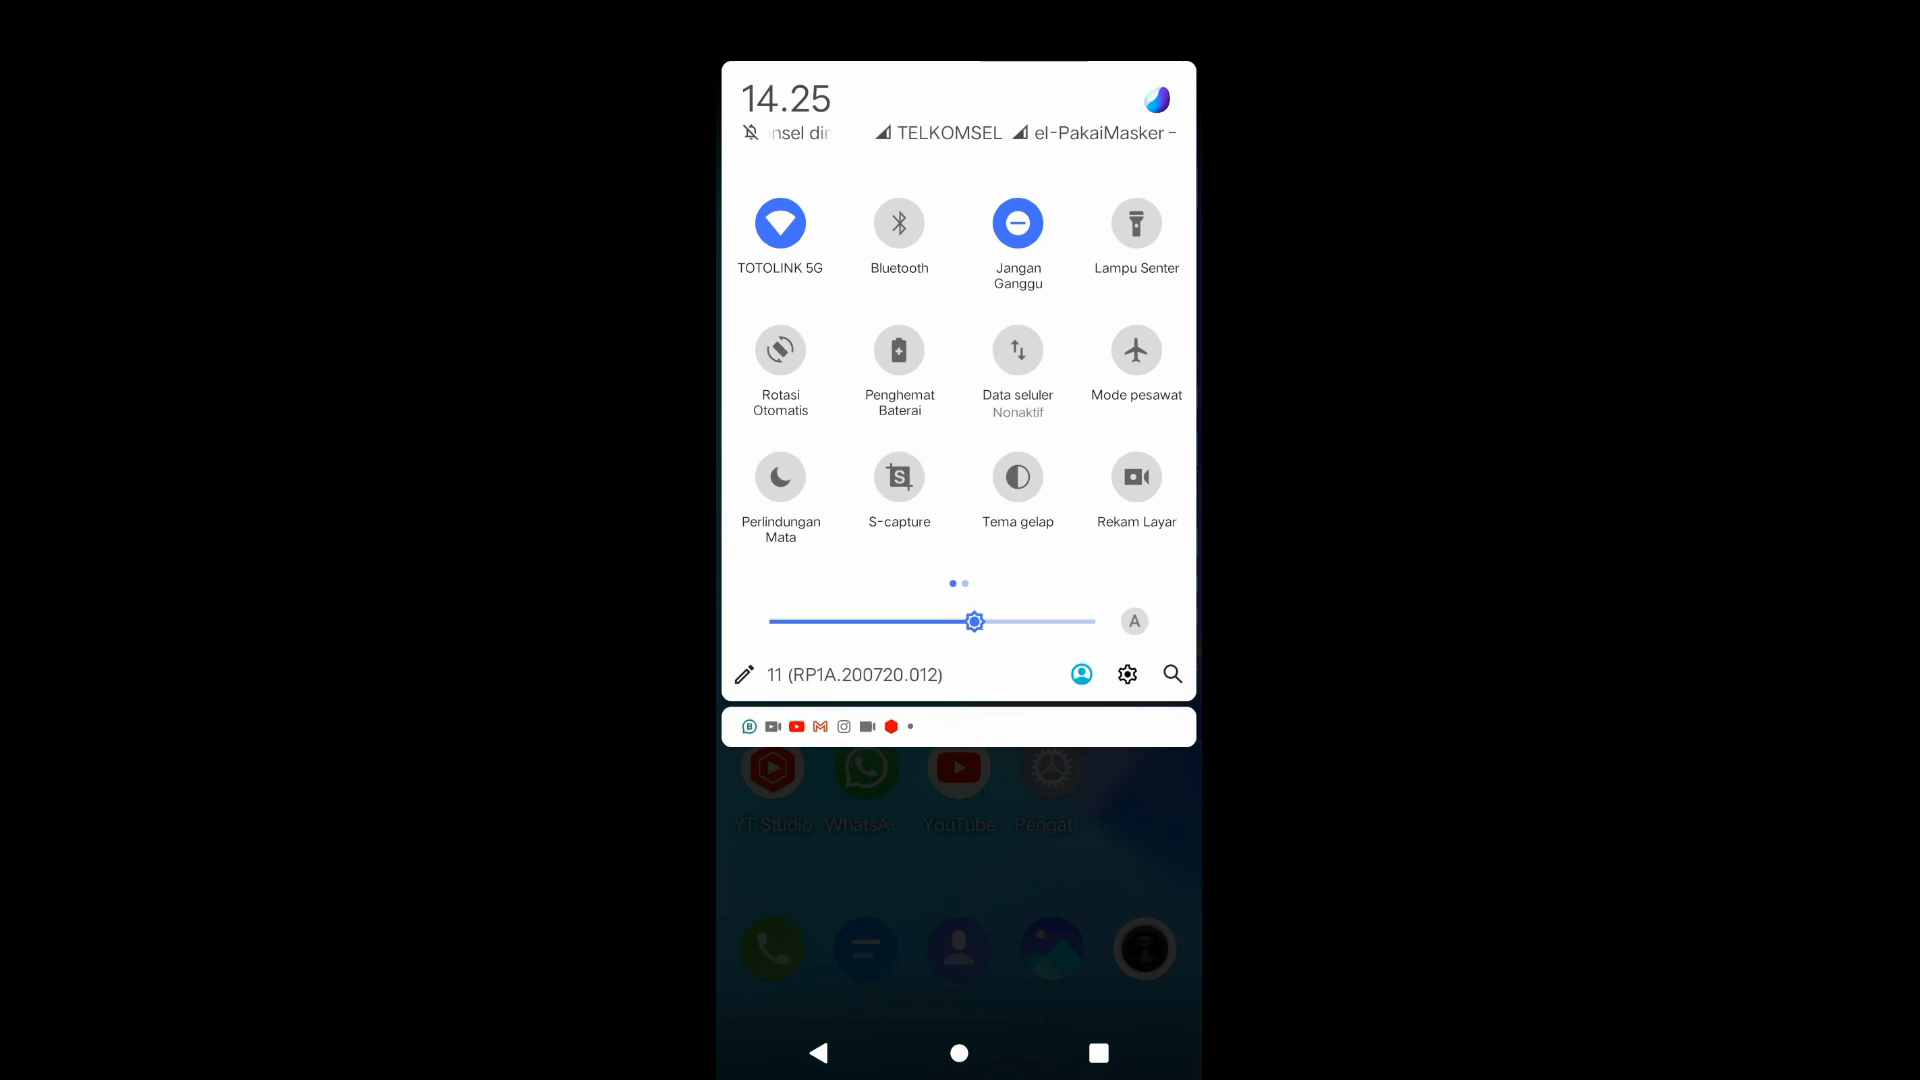 14.25
nsel dir TELKOMSEL el-PakaiMasker -
TOTOLINK 5G Bluetooth Jangan Lampu Senter
Ganggu
Rotasi Penghemat Data seluler Mode pesawat
Otomatis Baterai Nonaktif
Perlindungan S-capture Tema gelap Rekam Layar
Mata
A
11 (RP1A.200720.012)
YT Studio WhatsA YouTube Pengat